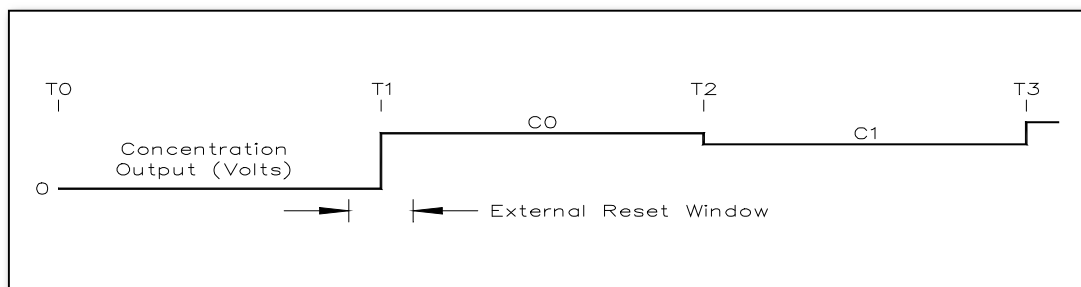 T0 T1 T2 T3
C0
C1
Concentration
Output (Volts)
0
External Reset Window